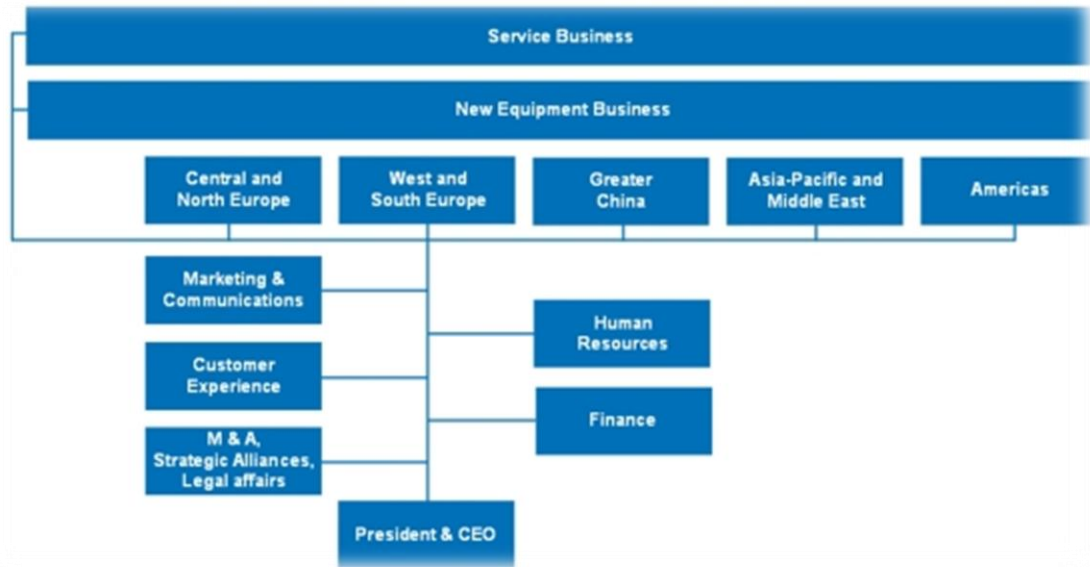 Service Business
New Equipment Business
Central and
North Europe
West and
South Europe
Greater
China
Asia-Pacific and
Middle East
Americas
Marketing &
Communications
Human
Resources
Customer
Experience
Finance
M & A,
Strategic Alliances,
Legal affairs
President & CEO